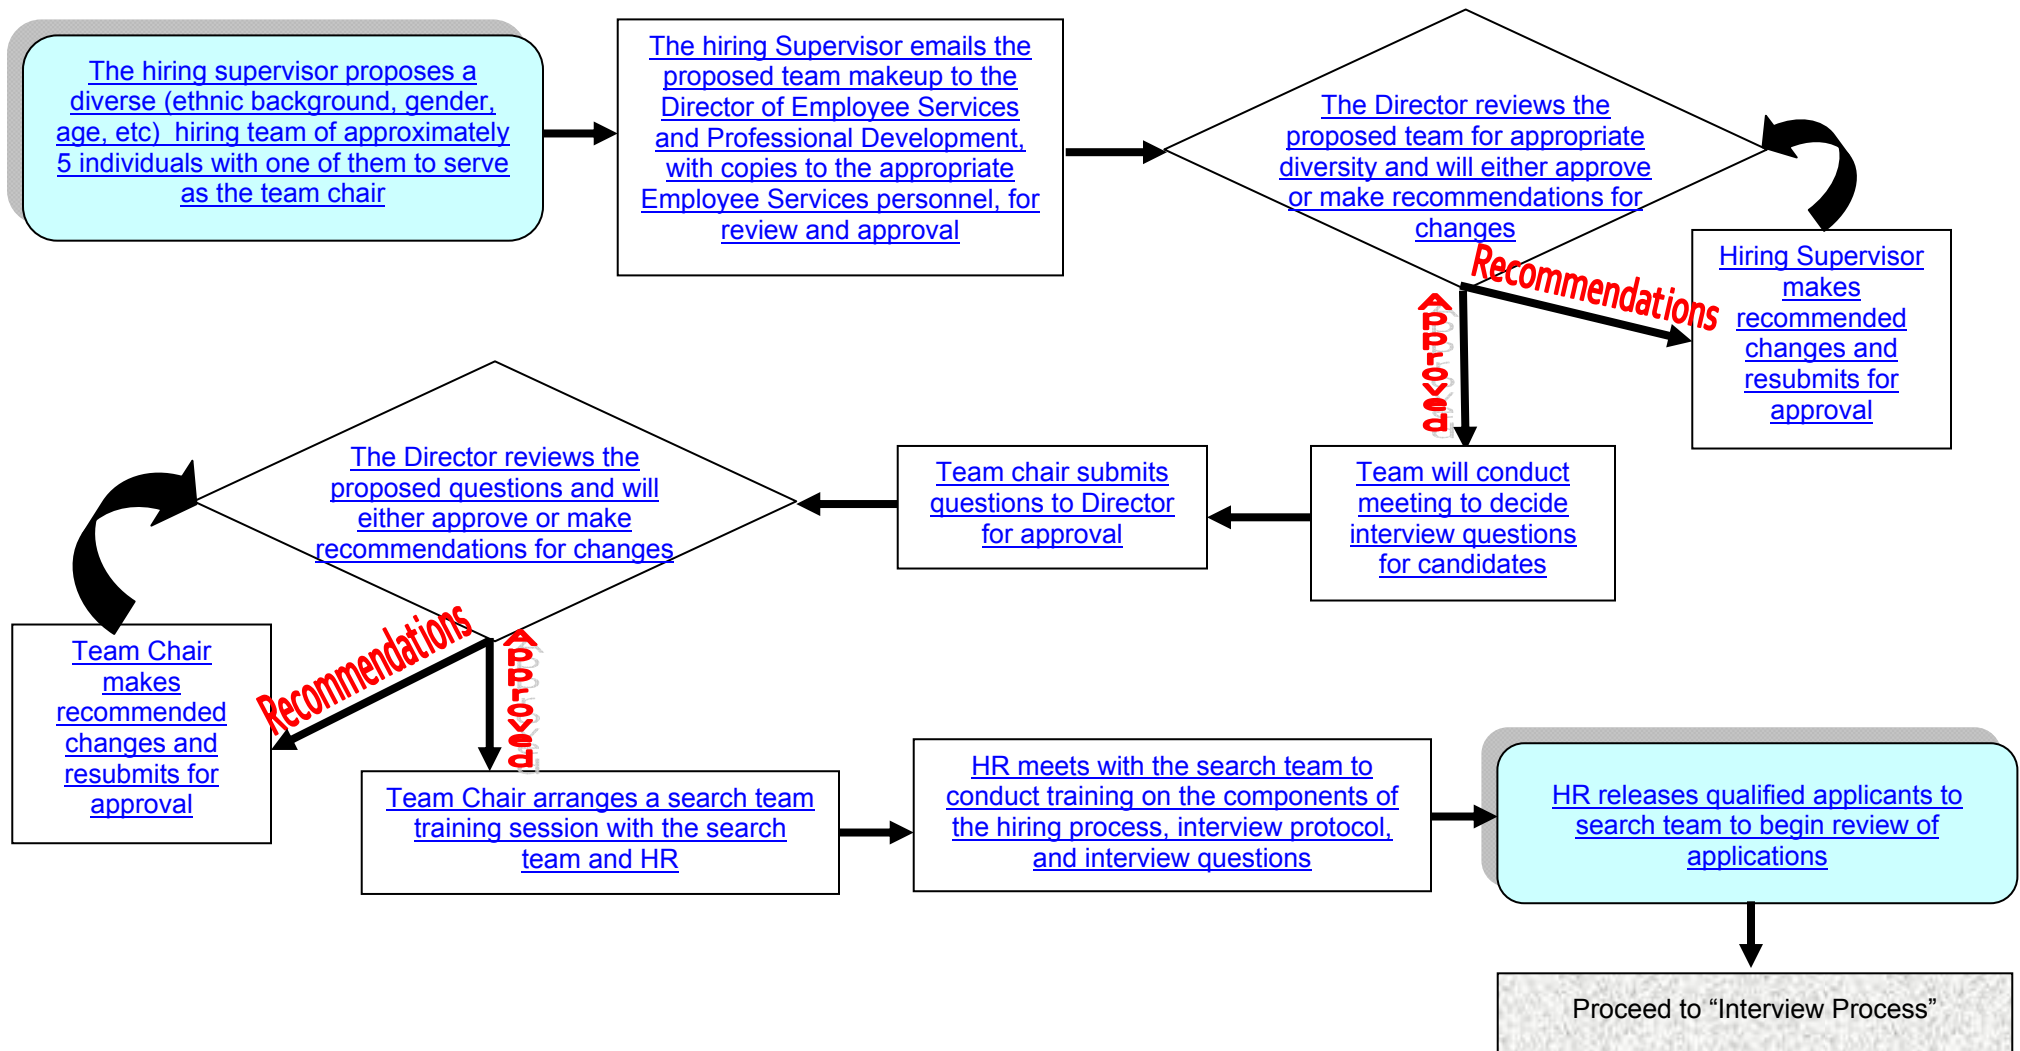 The hiring supervisor proposes a
diverse (ethnic background, gender,
age, etc)  hiring team of approximately
5 individuals with one of them to serve
as the team chair
The hiring Supervisor emails the
proposed team makeup to the
Director of Employee Services
and Professional Development,
with copies to the appropriate
Employee Services personnel, for
review and approval
The Director reviews the
proposed team for appropriate
diversity and will either approve
or make recommendations for
changes
Recommendations
Hiring Supervisor
makes
recommended
changes and
resubmits for
approval
Approved
Team will conduct
meeting to decide
interview questions
for candidates
Team chair submits
questions to Director
for approval
The Director reviews the
proposed questions and will
either approve or make
recommendations for changes
Recommendations
Team Chair
makes
recommended
changes and
resubmits for
approval
Approved
Team Chair arranges a search team
training session with the search
team and HR
HR meets with the search team to
conduct training on the components of
the hiring process, interview protocol,
and interview questions
HR releases qualified applicants to
search team to begin review of
applications
Proceed to “Interview Process”